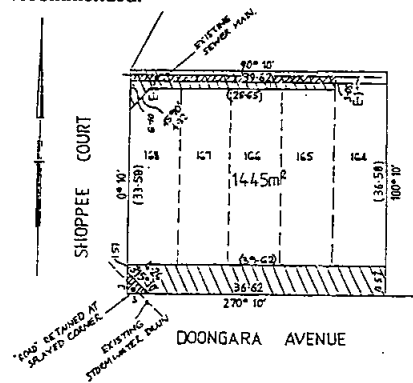 EXISTING
SEWER MAIN.
90° 10'
39·62
E-1
168
167
166
165
164
1445m²
0° 10'
(33·58)
(36·58)
100° 10'
SHOPPEE COURT
157
(39·62)
36·62
270° 10'
"ROAD" RETAINED AT
SPLAYED CORNER
EXISTING
STORMWATER DRAIN
DOONGARA AVENUE